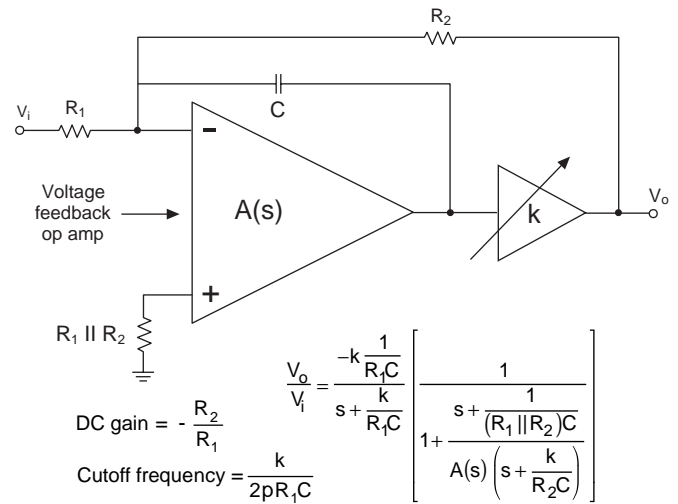 R2
Vi
R1
C
−
Voltage
feedback
op amp
A(s)
k
Vo
+
R1 II R2
DC gain = - R2/R1
Cutoff frequency = k/2pR1C
Vo/Vi = (−k 1/R1C)/(s + k/R1C) [1/(1 + (s + 1/((R1||R2)C))/(A(s) (s + k/R2C)))]